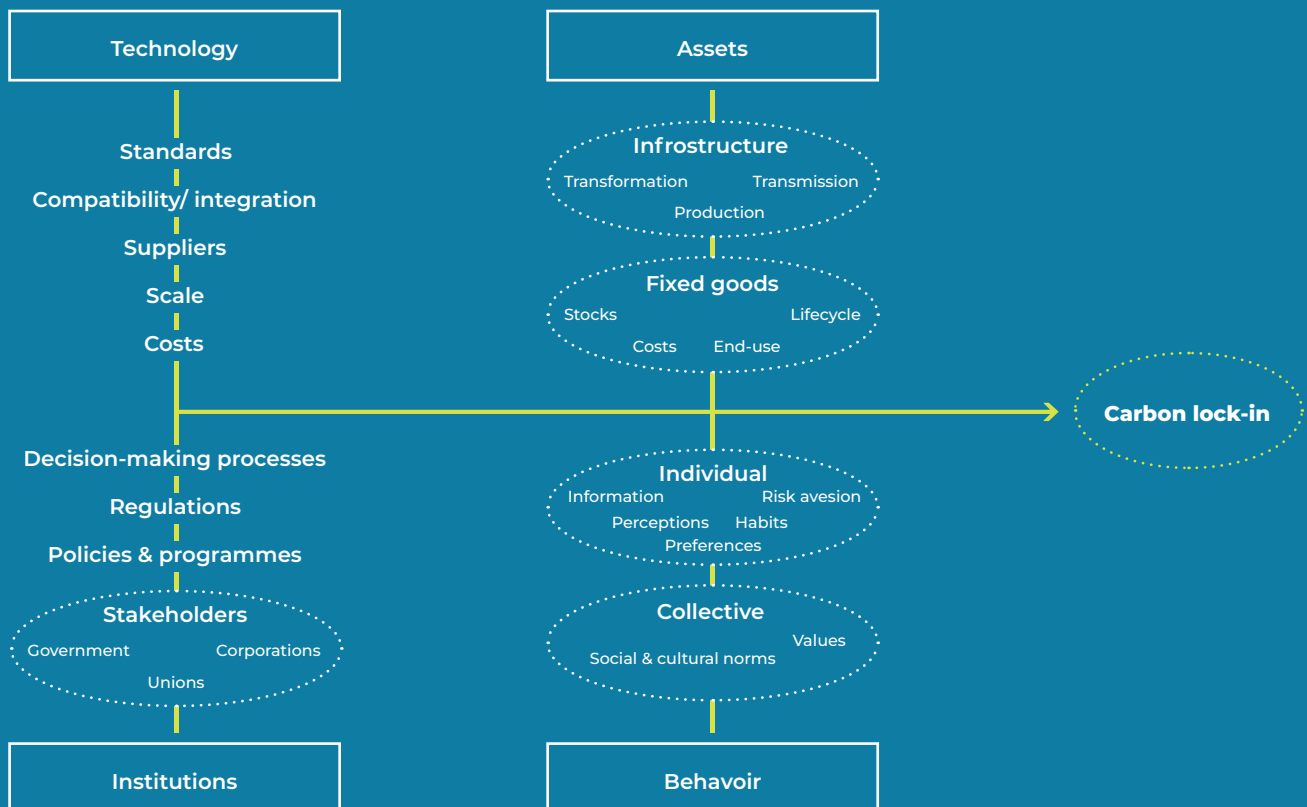 Technology
Standards
Compatibility/ integration
Suppliers
Scale
Costs
Assets
Infrostructure
Transformation
Transmission
Production
Fixed goods
Stocks
Lifecycle
Costs
End-use
Carbon lock-in
Decision-making processes
Regulations
Policies & programmes
Stakeholders
Government
Corporations
Unions
Institutions
Individual
Information
Risk avesion
Perceptions
Habits
Preferences
Collective
Values
Social & cultural norms
Behavoir